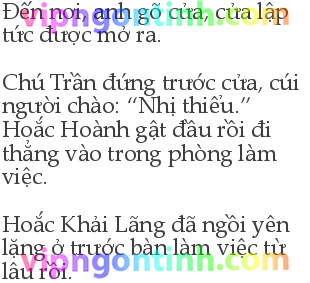 Đến nơi, anh gõ cửa, cửa lập
tức được mở ra.
Chú Trần đứng trước cửa, cúi
người chào: “Nhị thiếu.”
Hoắc Hoành gật đầu rồi đi
thẳng vào trong phòng làm
việc.
Hoắc Khải Lãng đã ngồi yên
lặng ở trước bàn làm việc từ
lâu rồi.
vipngontinh.com
vipngontinh.com